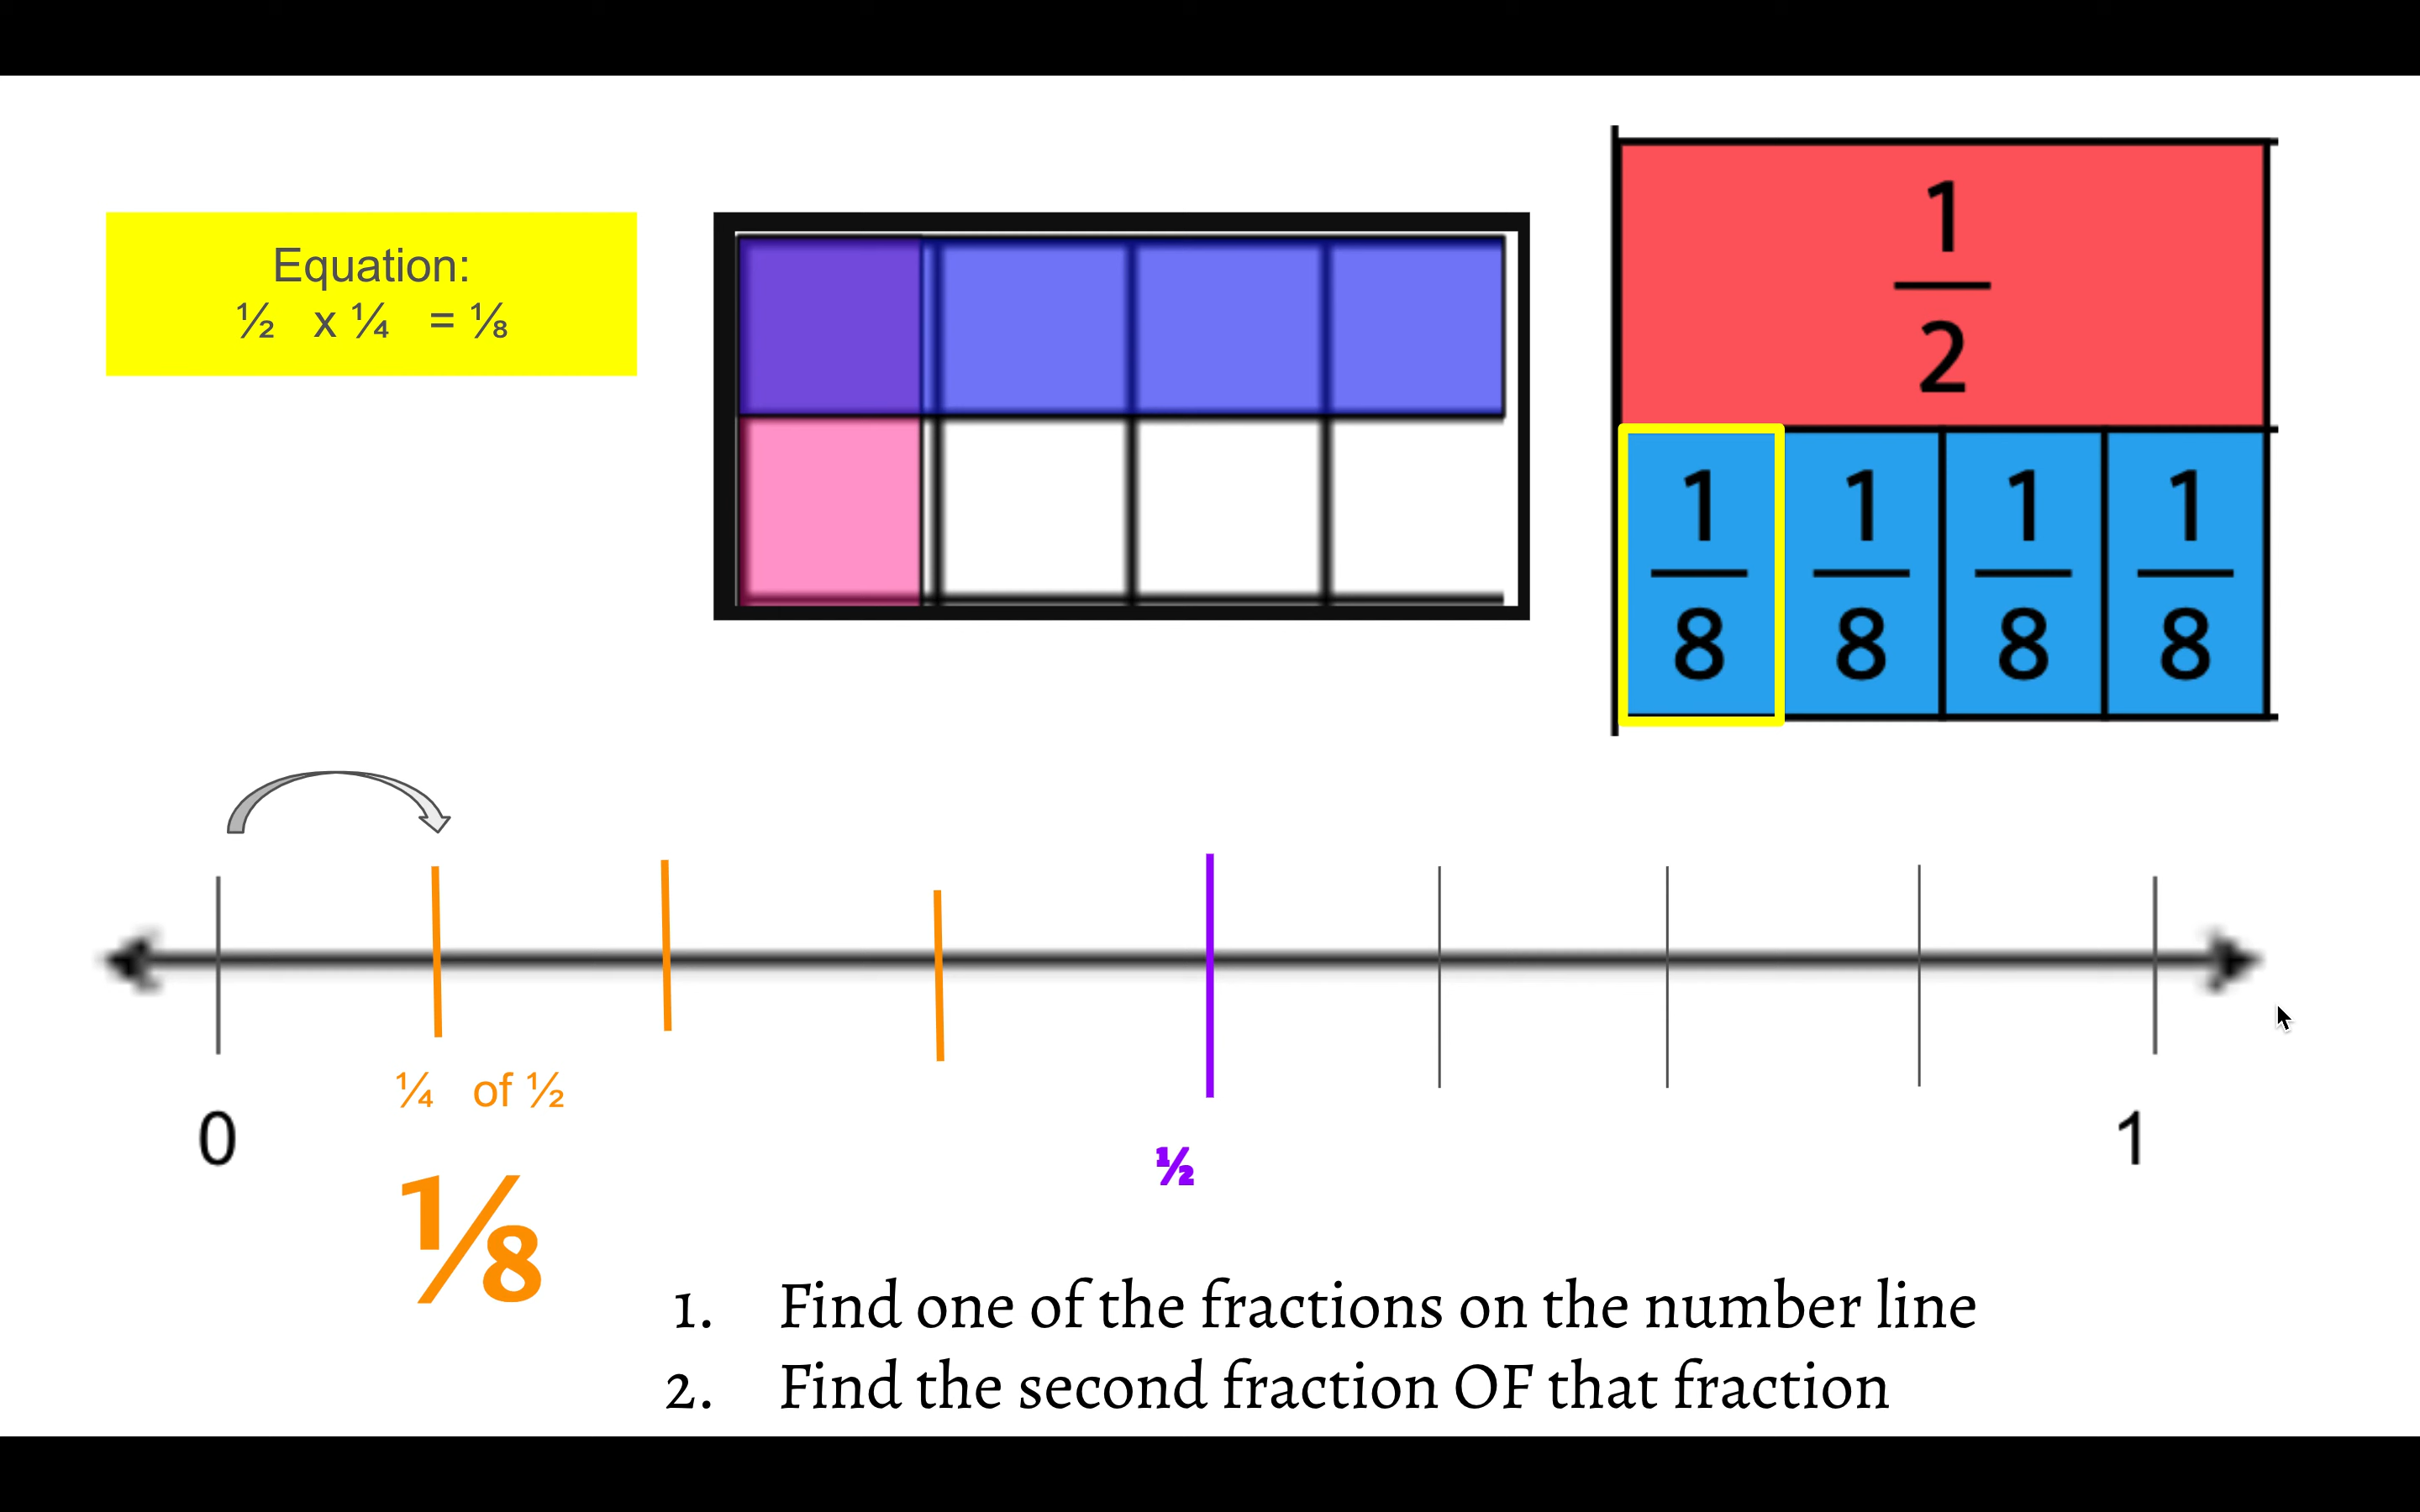 Equation:
½ x ¼ = ⅛
1
2
1 1 1 1
8 8 8 8
¼ of ½
0
½
1
⅛
1. Find one of the fractions on the number line
2. Find the second fraction OF that fraction